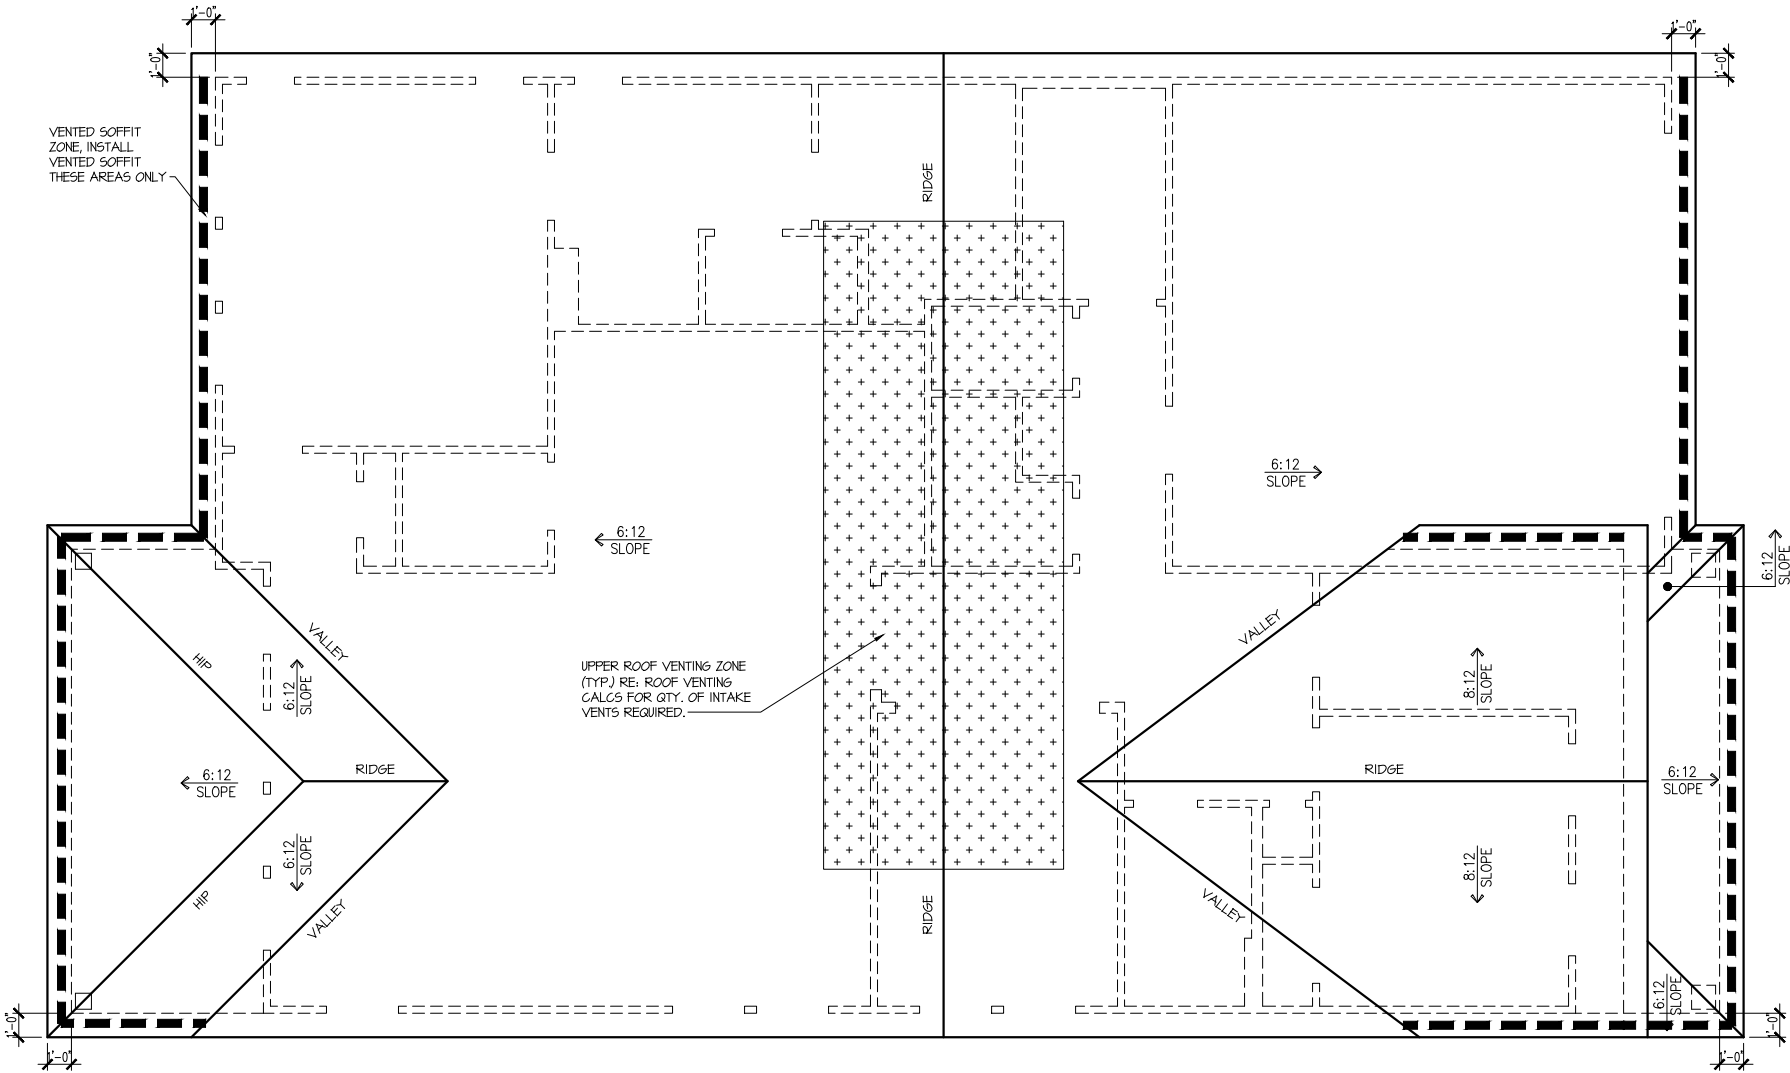 1'-0"
1'-0"
1'-0"
1'-0"
VENTED SOFFIT
ZONE, INSTALL
VENTED SOFFIT
THESE AREAS ONLY
RIDGE
6:12
SLOPE
6:12
SLOPE
6:12
SLOPE
VALLEY
VALLEY
HIP
6:12
SLOPE
UPPER ROOF VENTING ZONE
(TYP.) RE: ROOF VENTING
CALCS FOR QTY. OF INTAKE
VENTS REQUIRED.
8:12
SLOPE
RIDGE
RIDGE
6:12
SLOPE
6:12
SLOPE
6:12
SLOPE
8:12
SLOPE
HIP
VALLEY
RIDGE
VALLEY
6:12
SLOPE
1'-0"
1'-0"
1'-0"
1'-0"